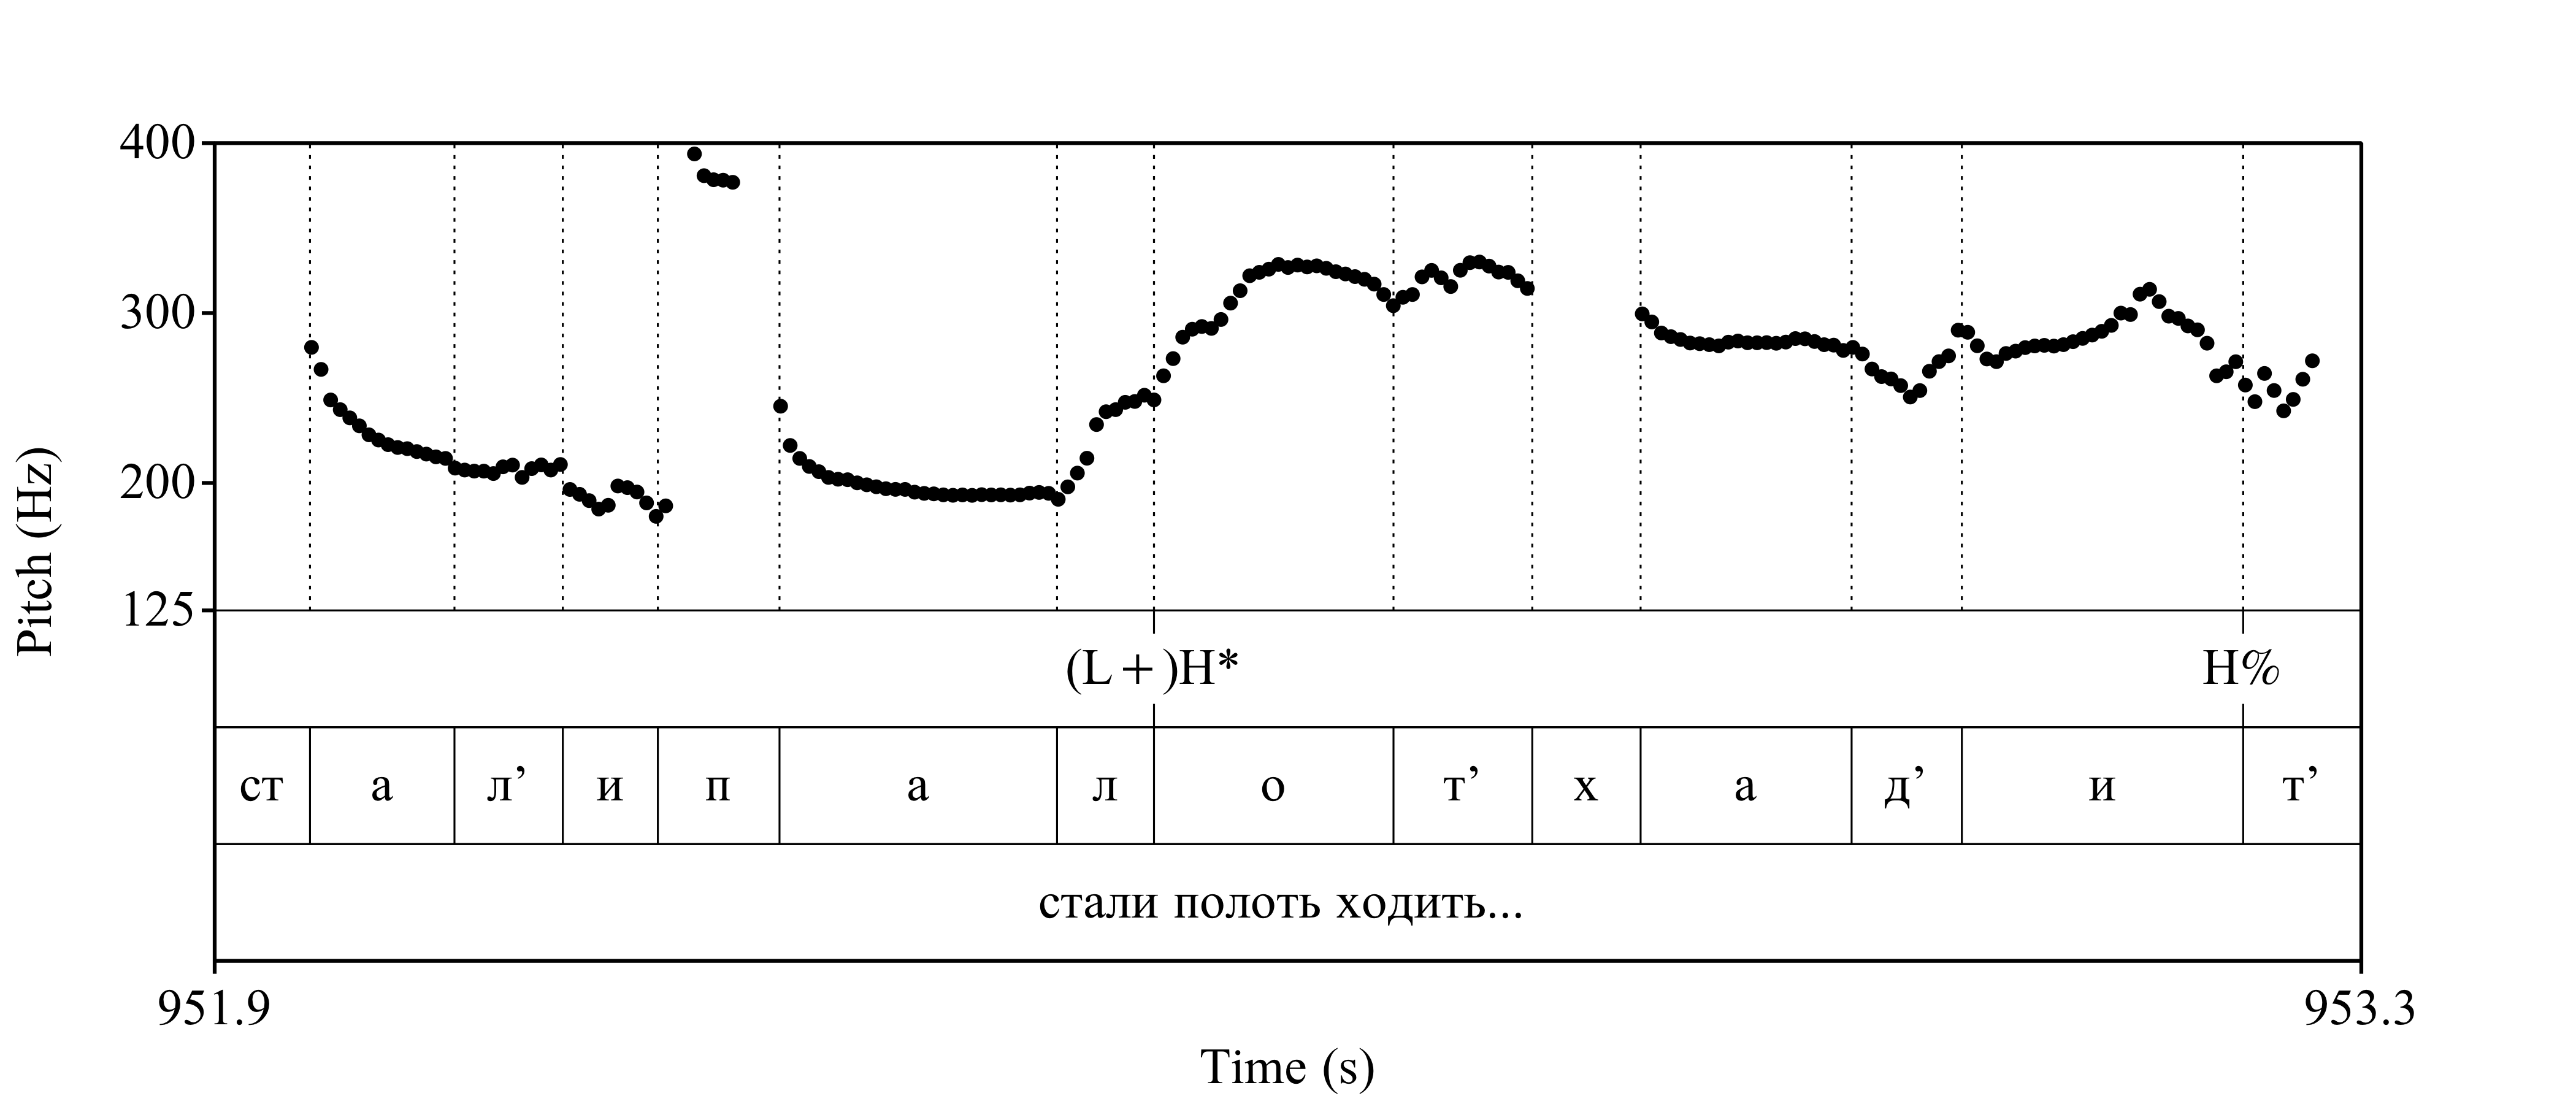 400
300
200
125
Pitch (Hz)
(L+)H* H%
ст а л’ и п а л о т’ х а д’ и т’
стали полоть ходить...
951.9 953.3
Time (s)